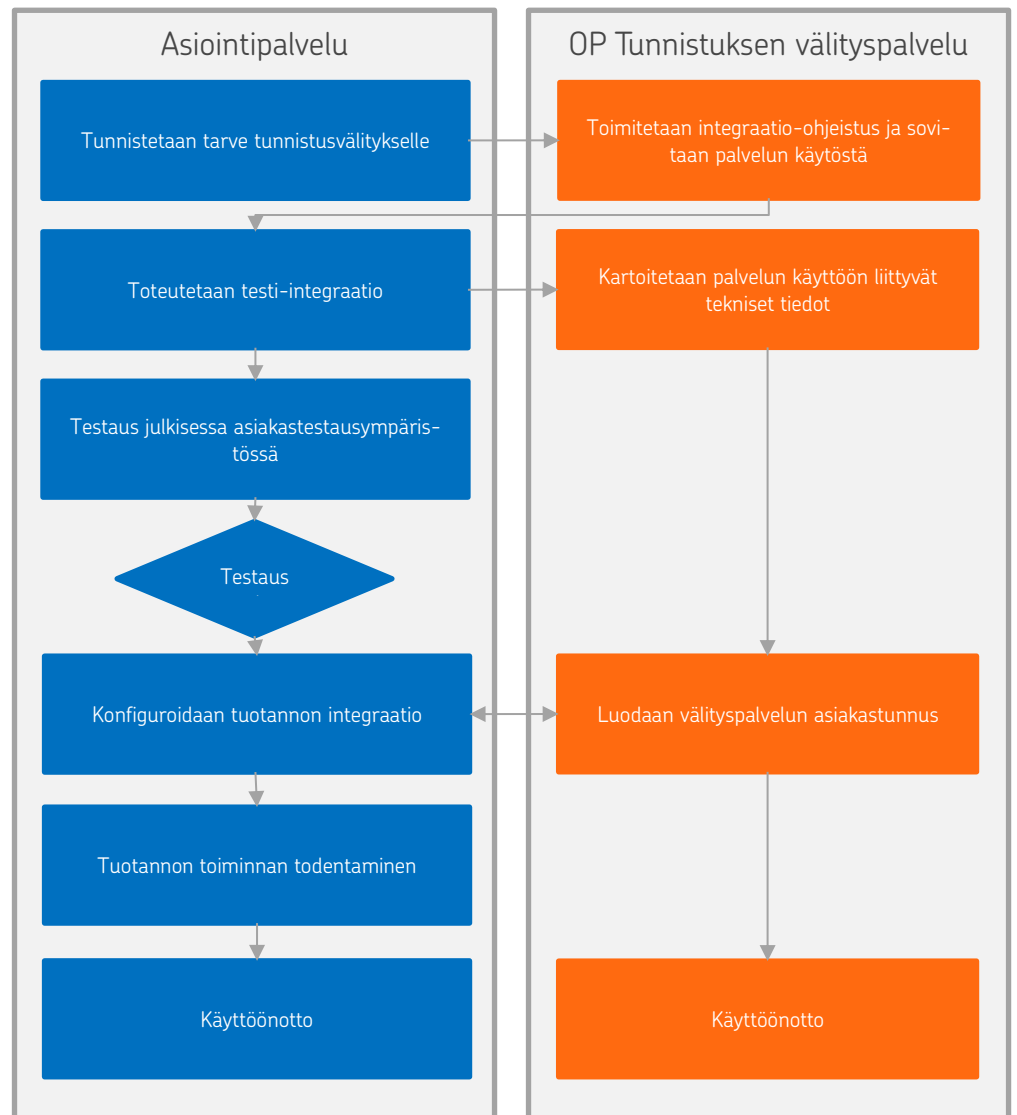 Asiointipalvelu
OP Tunnistuksen välityspalvelu
Tunnistetaan tarve tunnistusvälitykselle
Toimitetaan integraatio-ohjeistus ja sovi-
taan palvelun käytöstä
Toteutetaan testi-integraatio
Kartoitetaan palvelun käyttöön liittyvät
tekniset tiedot
Testaus julkisessa asiakastestausympäris-
tössä
Testaus
Konfiguroidaan tuotannon integraatio
Luodaan välityspalvelun asiakastunnus
Tuotannon toiminnan todentaminen
Käyttöönotto
Käyttöönotto